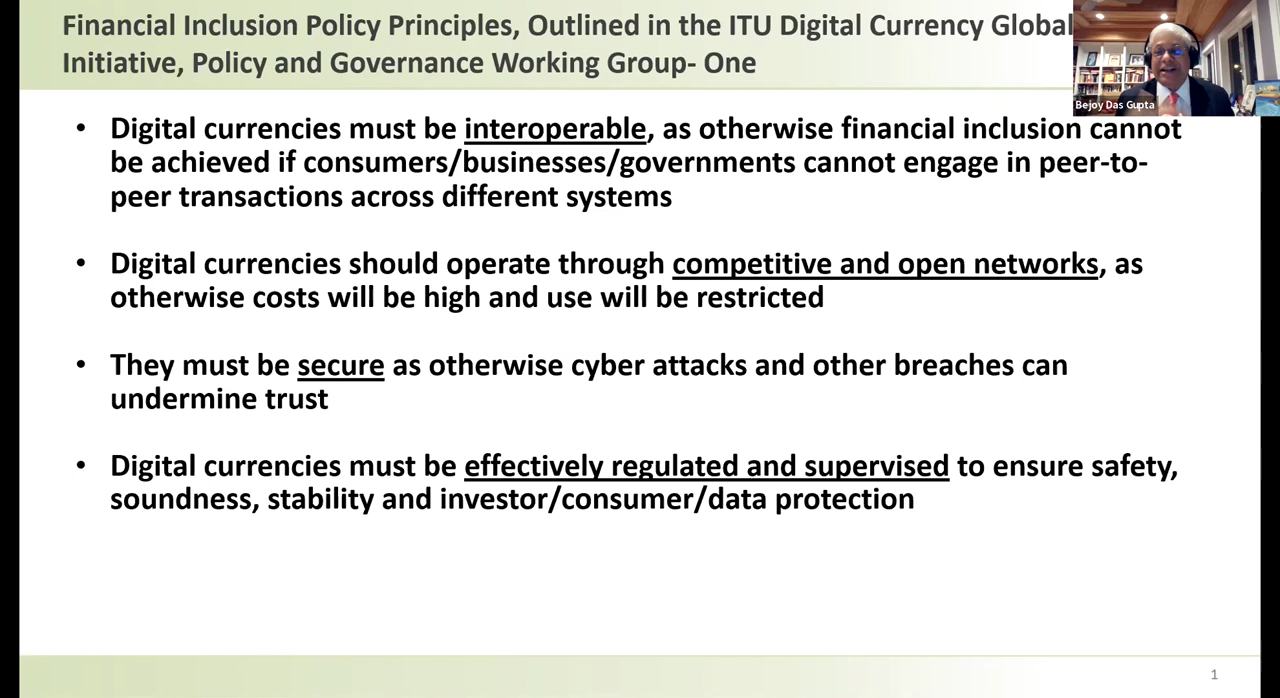 Financial Inclusion Policy Principles, Outlined in the ITU Digital Currency Global
Initiative, Policy and Governance Working Group- One
Bejoy Das Gupta
• Digital currencies must be interoperable, as otherwise financial inclusion cannot
be achieved if consumers/businesses/governments cannot engage in peer-to-
peer transactions across different systems
• Digital currencies should operate through competitive and open networks, as
otherwise costs will be high and use will be restricted
• They must be secure as otherwise cyber attacks and other breaches can
undermine trust
• Digital currencies must be effectively regulated and supervised to ensure safety,
soundness, stability and investor/consumer/data protection
1